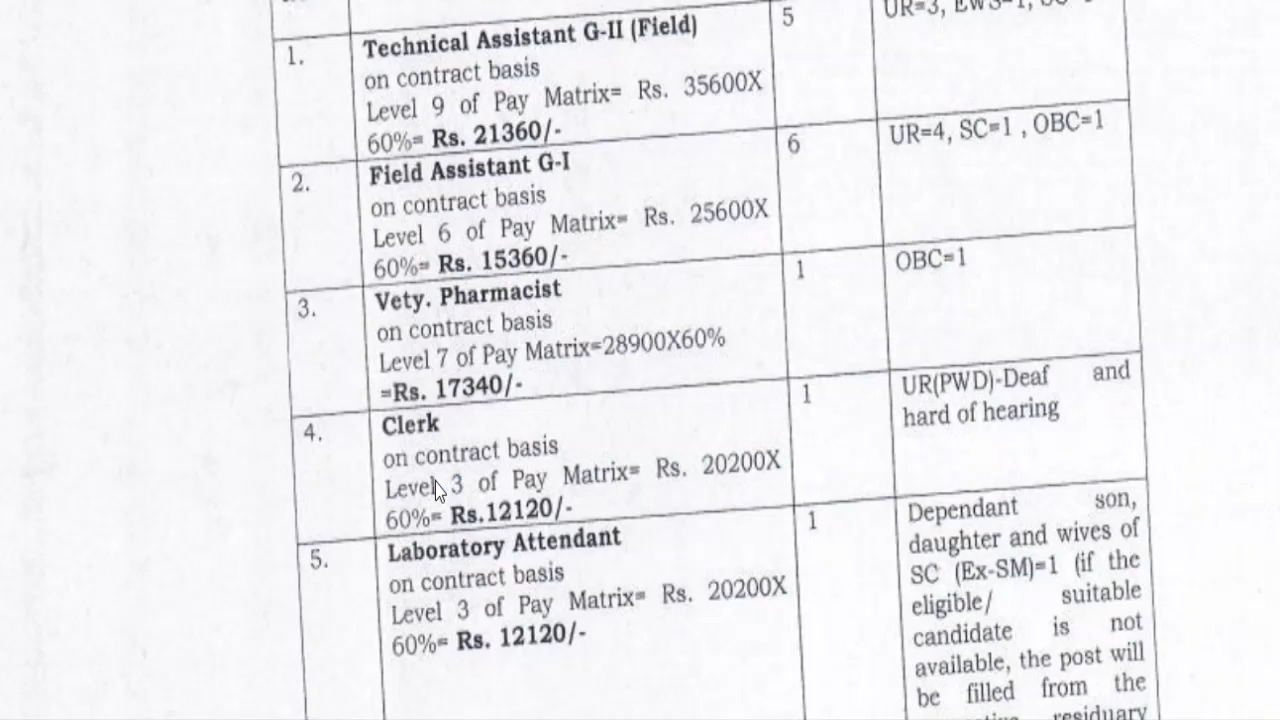 5
UR=3, EWS=1,
1.
Technical Assistant G-II (Field)
on contract basis
Level 9 of Pay Matrix= Rs. 35600X
60%= Rs. 21360/-
2.
Field Assistant G-I
on contract basis
Level 6 of Pay Matrix= Rs. 25600X
60%= Rs. 15360/-
6
UR=4, SC=1 , OBC=1
3.
Vety. Pharmacist
on contract basis
Level 7 of Pay Matrix=28900X60%
=Rs. 17340/-
1
OBC=1
4.
Clerk
on contract basis
Level 3 of Pay Matrix= Rs. 20200X
60%= Rs.12120/-
1
UR(PWD)-Deaf and
hard of hearing
5.
Laboratory Attendant
on contract basis
Level 3 of Pay Matrix= Rs. 20200X
60%= Rs. 12120/-
1
Dependant son,
daughter and wives of
SC (Ex-SM)=1 (if the
eligible/ suitable
candidate is not
available, the post will
be filled from the
residuary